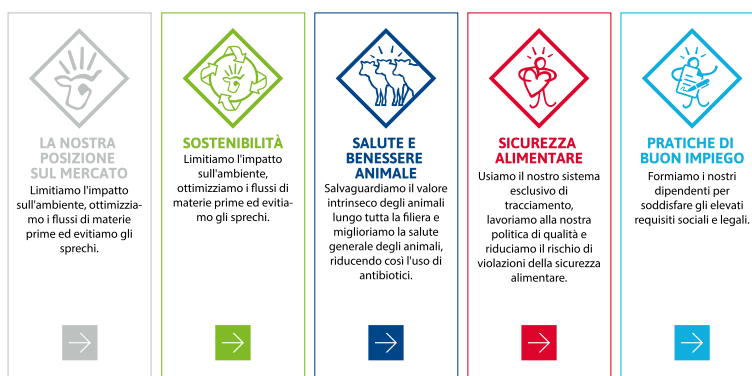 LA NOSTRA
POSIZIONE
SUL MERCATO
Limitiamo l'impatto
sull'ambiente, ottimizzia-
mo i flussi di materie
prime ed evitiamo gli
sprechi.
SOSTENIBILITÀ
Limitiamo l'impatto
sull'ambiente,
ottimizziamo i flussi di
materie prime ed evitia-
mo gli sprechi.
SALUTE E
BENESSERE
ANIMALE
Salvaguardiamo il valore
intrinseco degli animali
lungo tutta la filiera e
miglioriamo la salute
generale degli animali,
riducendo così l'uso di
antibiotici.
SICUREZZA
ALIMENTARE
Usiamo il nostro sistema
esclusivo di
tracciamento,
lavoriamo alla nostra
politica di qualità e
riduciamo il rischio di
violazioni della sicurezza
alimentare.
PRATICHE DI
BUON IMPIEGO
Formiamo i nostri
dipendenti per
soddisfare gli elevati
requisiti sociali e legali.